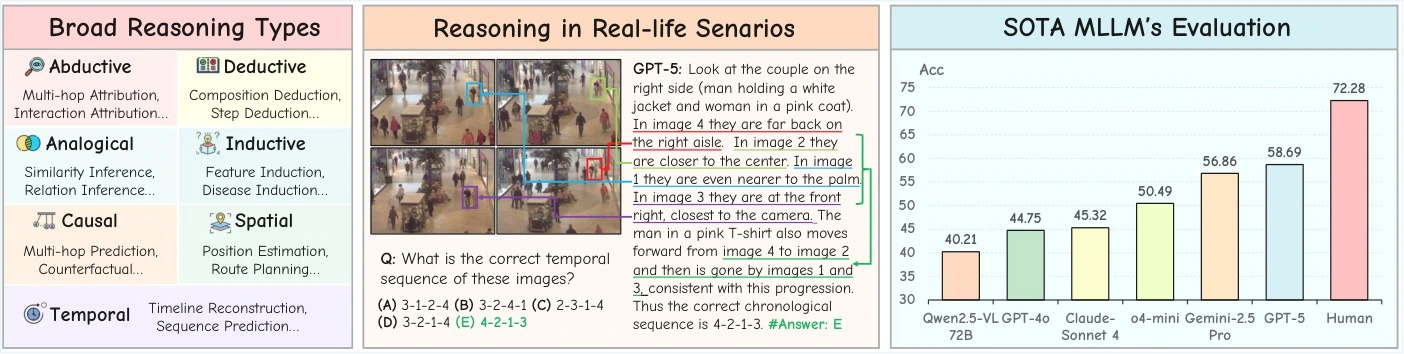 Broad Reasoning Types
Abductive
Multi-hop Attribution,
Interaction Attribution...
Deductive
Composition Deduction,
Step Deduction...
Analogical
Similarity Inference,
Relation Inference...
Inductive
Feature Induction,
Disease Induction...
Causal
Multi-hop Prediction,
Counterfactual...
Spatial
Position Estimation,
Route Planning...
Temporal
Timeline Reconstruction,
Sequence Prediction...
Reasoning in Real-life Senarios
Q: What is the correct temporal
sequence of these images?
(A) 3-1-2-4 (B) 3-2-4-1 (C) 2-3-1-4
(D) 3-2-1-4 (E) 4-2-1-3
GPT-5: Look at the couple on the
right side (man holding a white
jacket and woman in a pink coat).
In image 4 they are far back on
the right aisle. In image 2 they
are closer to the center. In image
1 they are even nearer to the palm.
In image 3 they are at the front
right, closest to the camera. The
man in a pink T-shirt also moves
forward from image 4 to image 2
and then is gone by images 1 and
3, consistent with this progression.
Thus the correct chronological
sequence is 4-2-1-3. #Answer: E
SOTA MLLM's Evaluation
Acc
75
70
65
60
55
50
45
40
35
30
40.21
44.75
45.32
50.49
56.86
58.69
72.28
Qwen2.5-VL
72B
GPT-4o
Claude-
Sonnet 4
o4-mini
Gemini-2.5
Pro
GPT-5
Human